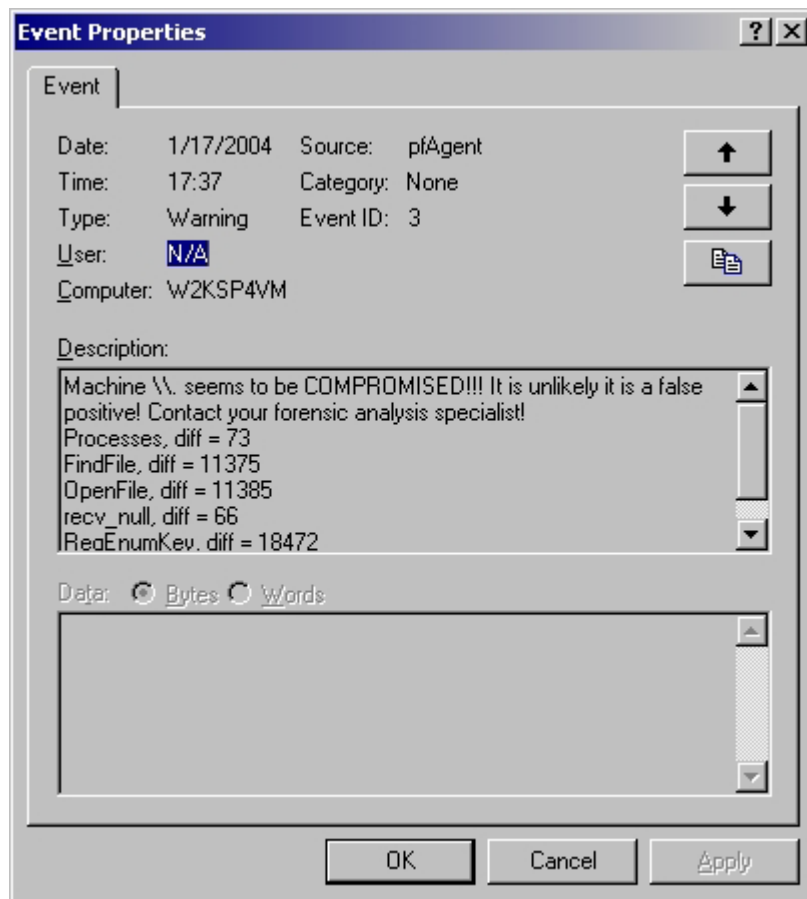 Event Properties
Event
Date: 1/17/2004 Source: pfAgent
Time: 17:37 Category: None
Type: Warning Event ID: 3
User: N/A
Computer: W2KSP4VM
Description:
Machine \\. seems to be COMPROMISED!!! It is unlikely it is a false
positive! Contact your forensic analysis specialist!
Processes, diff = 73
FindFile, diff = 11375
OpenFile, diff = 11385
recv_null, diff = 66
RegEnumKey, diff = 18472
Data: Bytes Words
OK Cancel Apply